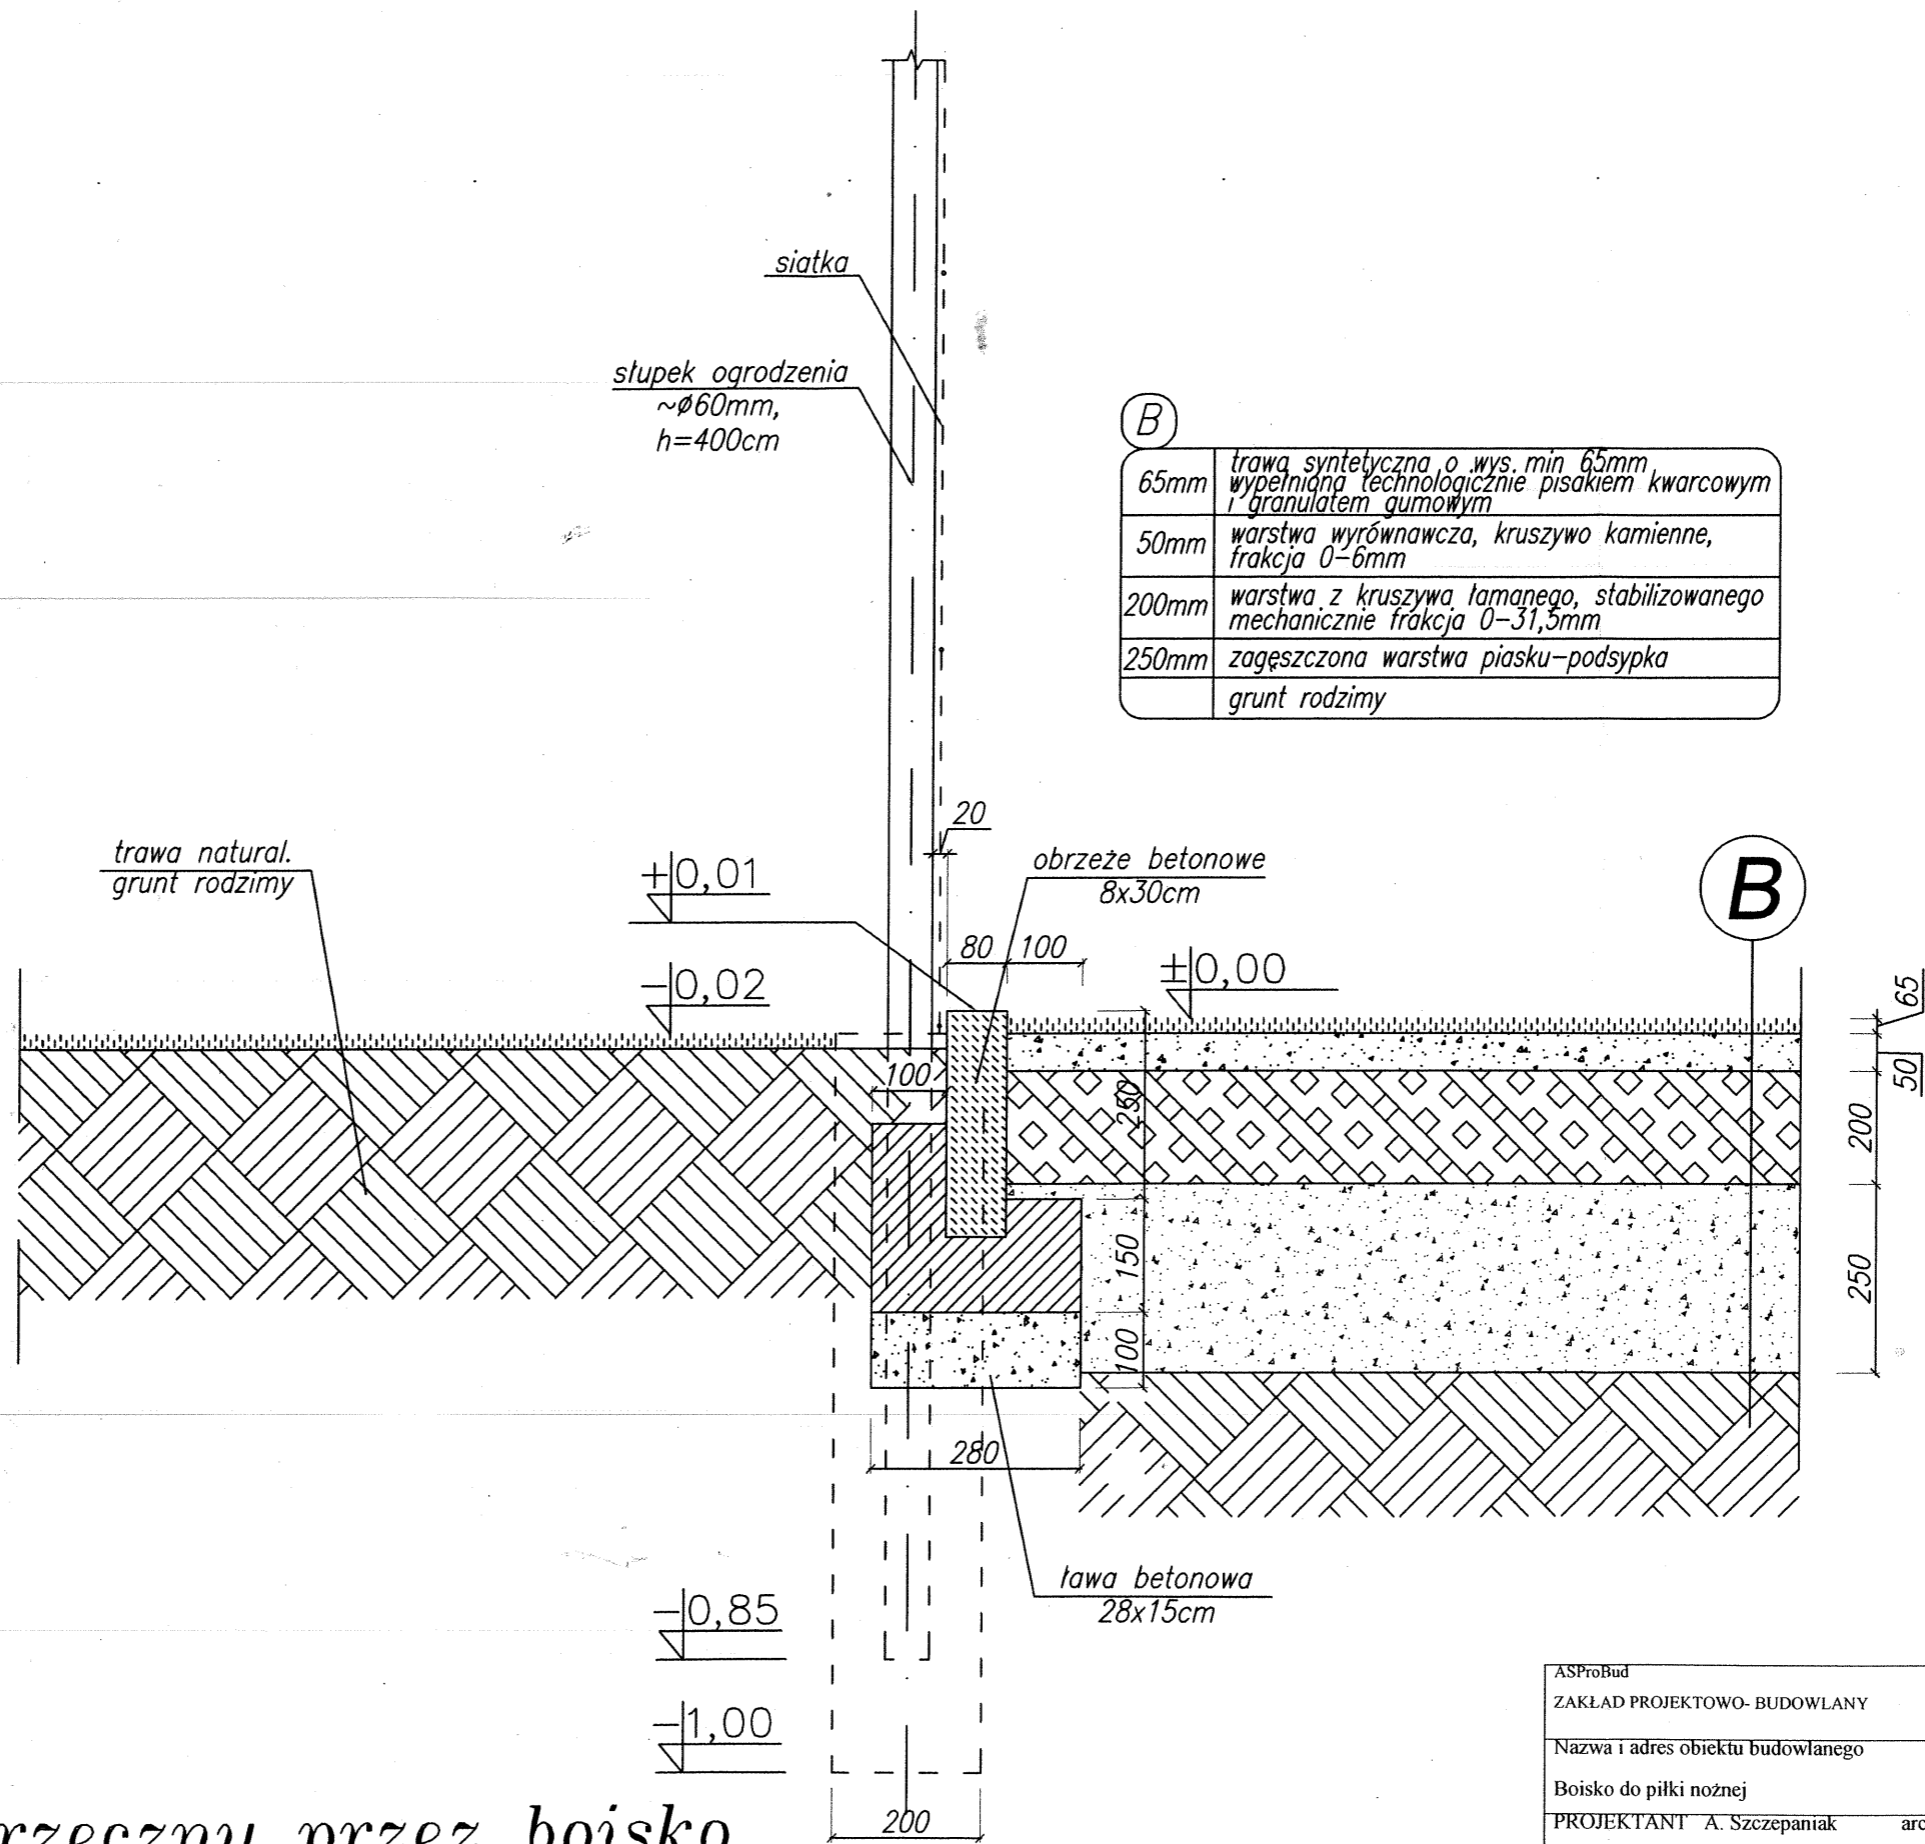 siatka
słupek ogrodzenia
~ø60mm,
h=400cm
B
65mm
trawa syntetyczna o wys. min 65mm
wypełniona technologicznie pisakiem kwarcowym
i granulatem gumowym
50mm
warstwa wyrównawcza, kruszywo kamienne,
frakcja 0-6mm
200mm
warstwa z kruszywa łamanego, stabilizowanego
mechanicznie frakcja 0-31,5mm
250mm
zagęszczona warstwa piasku-podsypka
grunt rodzimy
20
trawa natural.
grunt rodzimy
+0,01
obrzeże betonowe
8x30cm
B
80
100
-0,02
±0,00
65
50
100
250
200
150
250
100
280
ława betonowa
28x15cm
-0,85
-1,00
200
rzeczny przez boisko
ASProBud
ZAKŁAD PROJEKTOWO- BUDOWLANY
Nazwa i adres obiektu budowlanego
Boisko do piłki nożnej
PROJEKTANT A. Szczepaniak arc